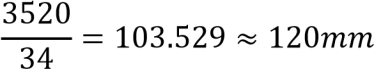 3520/34 = 103.529 ≈ 120mm